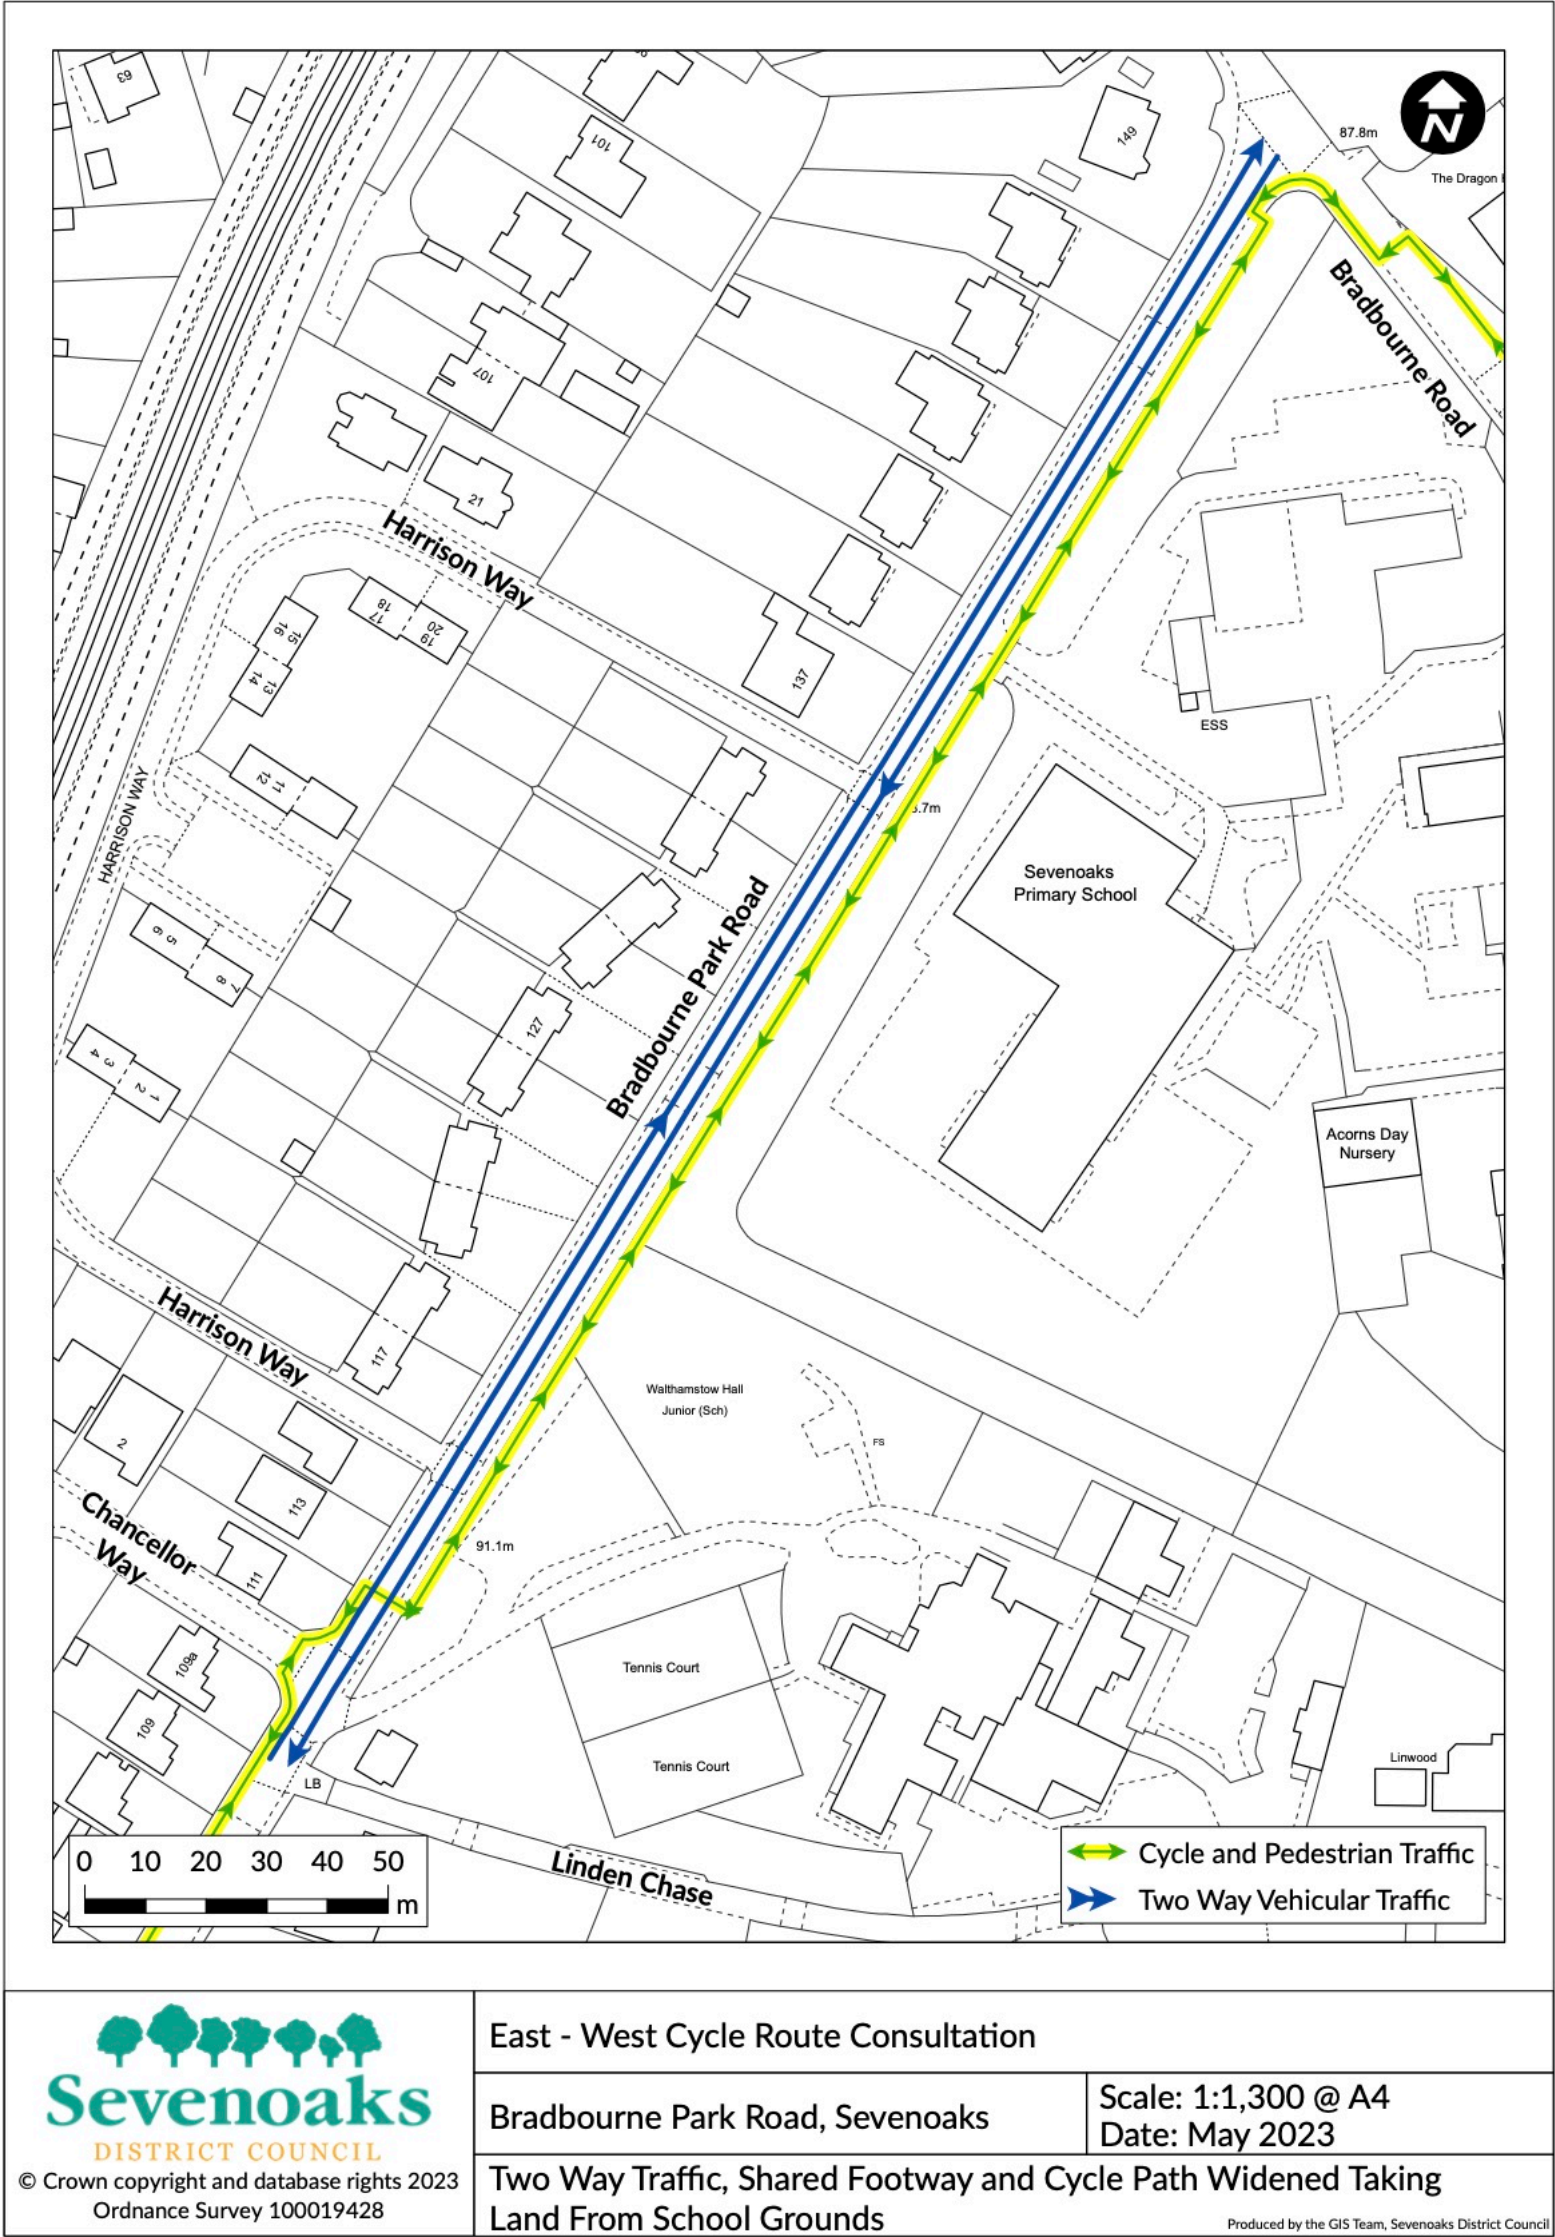 63
101
149
87.8m
N
The Dragon
107
Bradbourne Road
21
Harrison Way
18
17
20
19
16
15
14
13
137
ESS
12
11
HARRISON WAY
Sevenoaks
Primary School
Bradbourne Park Road
6
5
8
7
127
4
3
2
1
Acorns Day
Nursery
Harrison Way
117
Walthamstow Hall
Junior (Sch)
FS
2
113
Chancellor
Way
111
91.1m
109a
109
Tennis Court
Tennis Court
LB
Linwood
Linden Chase
0 10 20 30 40 50
m
Cycle and Pedestrian Traffic
Two Way Vehicular Traffic
Sevenoaks
DISTRICT COUNCIL
© Crown copyright and database rights 2023
Ordnance Survey 100019428
East - West Cycle Route Consultation
Bradbourne Park Road, Sevenoaks
Scale: 1:1,300 @ A4
Date: May 2023
Two Way Traffic, Shared Footway and Cycle Path Widened Taking
Land From School Grounds
Produced by the GIS Team, Sevenoaks District Council